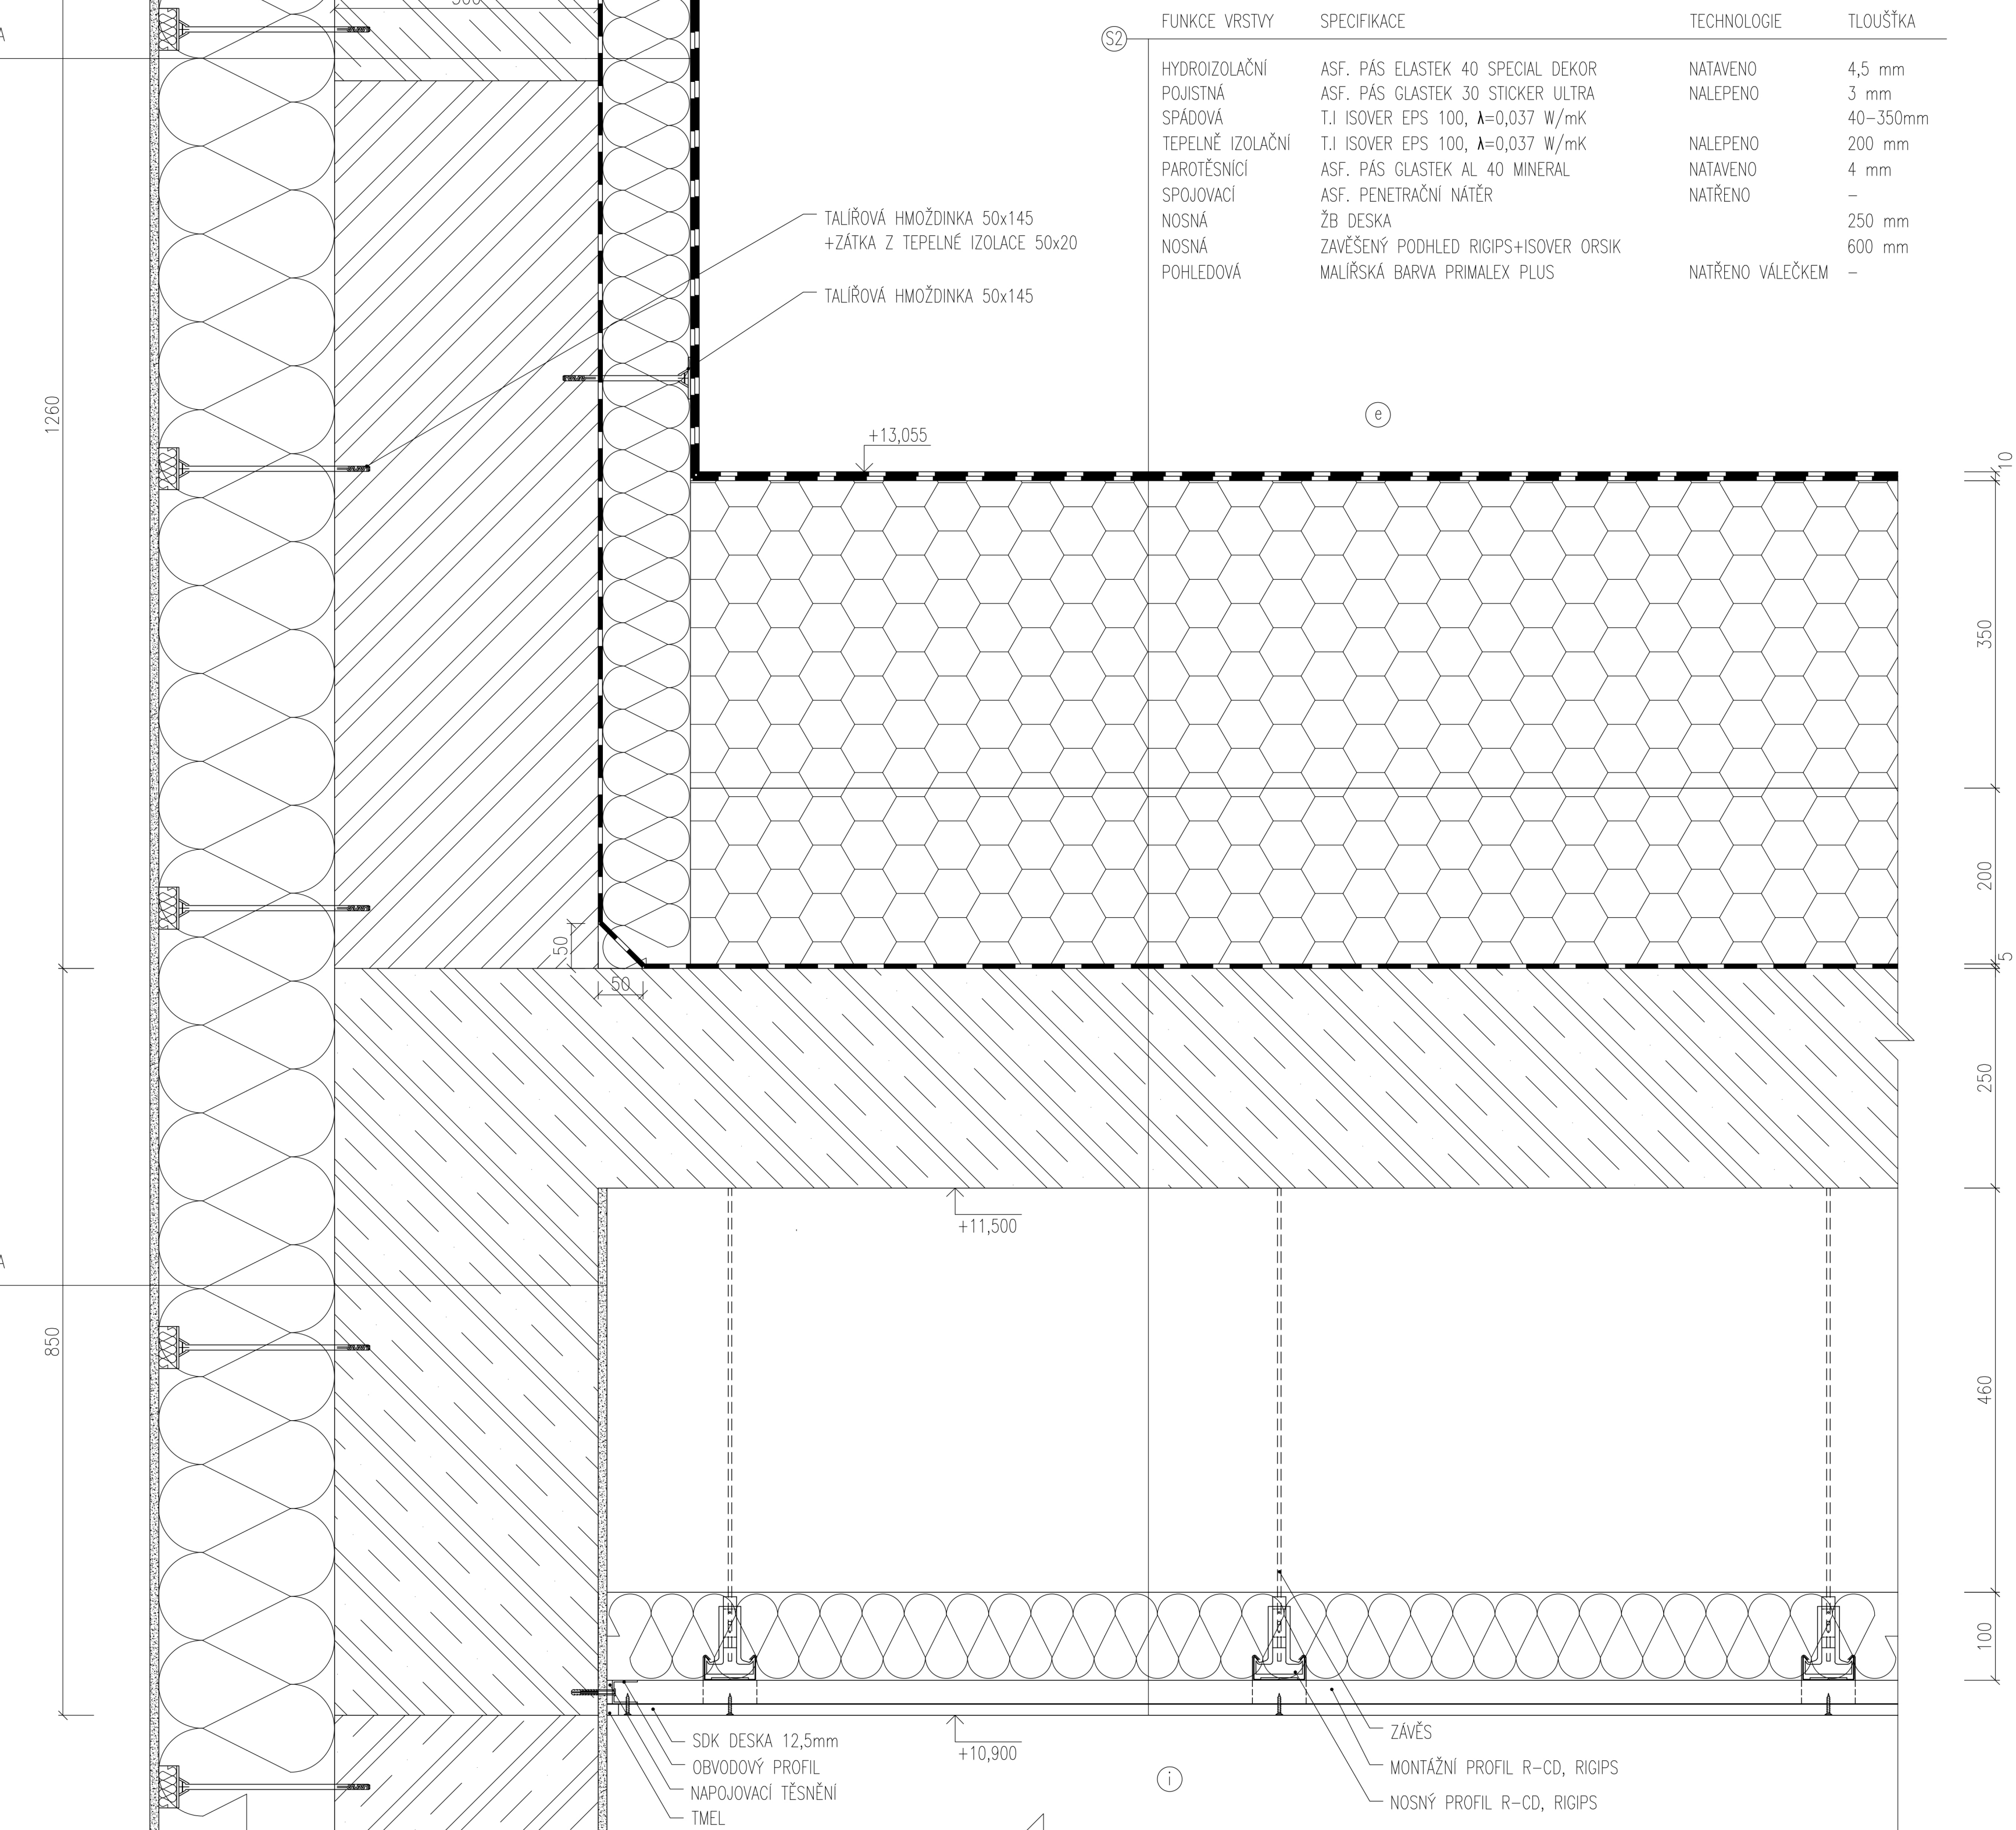 FUNKCE VRSTVY SPECIFIKACE TECHNOLOGIE TLOUŠŤKA
S2
HYDROIZOLAČNÍ ASF. PÁS ELASTEK 40 SPECIAL DEKOR NATAVENO 4,5 mm
POJISTNÁ ASF. PÁS GLASTEK 30 STICKER ULTRA NALEPENO 3 mm
SPÁDOVÁ T.I ISOVER EPS 100, λ=0,037 W/mK 40-350mm
TEPELNĚ IZOLAČNÍ T.I ISOVER EPS 100, λ=0,037 W/mK NALEPENO 200 mm
PAROTĚSNÍCÍ ASF. PÁS GLASTEK AL 40 MINERAL NATAVENO 4 mm
SPOJOVACÍ ASF. PENETRAČNÍ NÁTĚR NATŘENO –
NOSNÁ ŽB DESKA 250 mm
NOSNÁ ZAVĚŠENÝ PODHLED RIGIPS+ISOVER ORSIK 600 mm
POHLEDOVÁ MALÍŘSKÁ BARVA PRIMALEX PLUS NATŘENO VÁLEČKEM –
TALÍŘOVÁ HMOŽDINKA 50x145
+ZÁTKA Z TEPELNÉ IZOLACE 50x20
TALÍŘOVÁ HMOŽDINKA 50x145
1260
e
+13,055
10
350
200
50
5
50
250
+11,500
850
460
100
SDK DESKA 12,5mm
OBVODOVÝ PROFIL
NAPOJOVACÍ TĚSNĚNÍ
TMEL
+10,900
i
ZÁVĚS
MONTÁŽNÍ PROFIL R-CD, RIGIPS
NOSNÝ PROFIL R-CD, RIGIPS